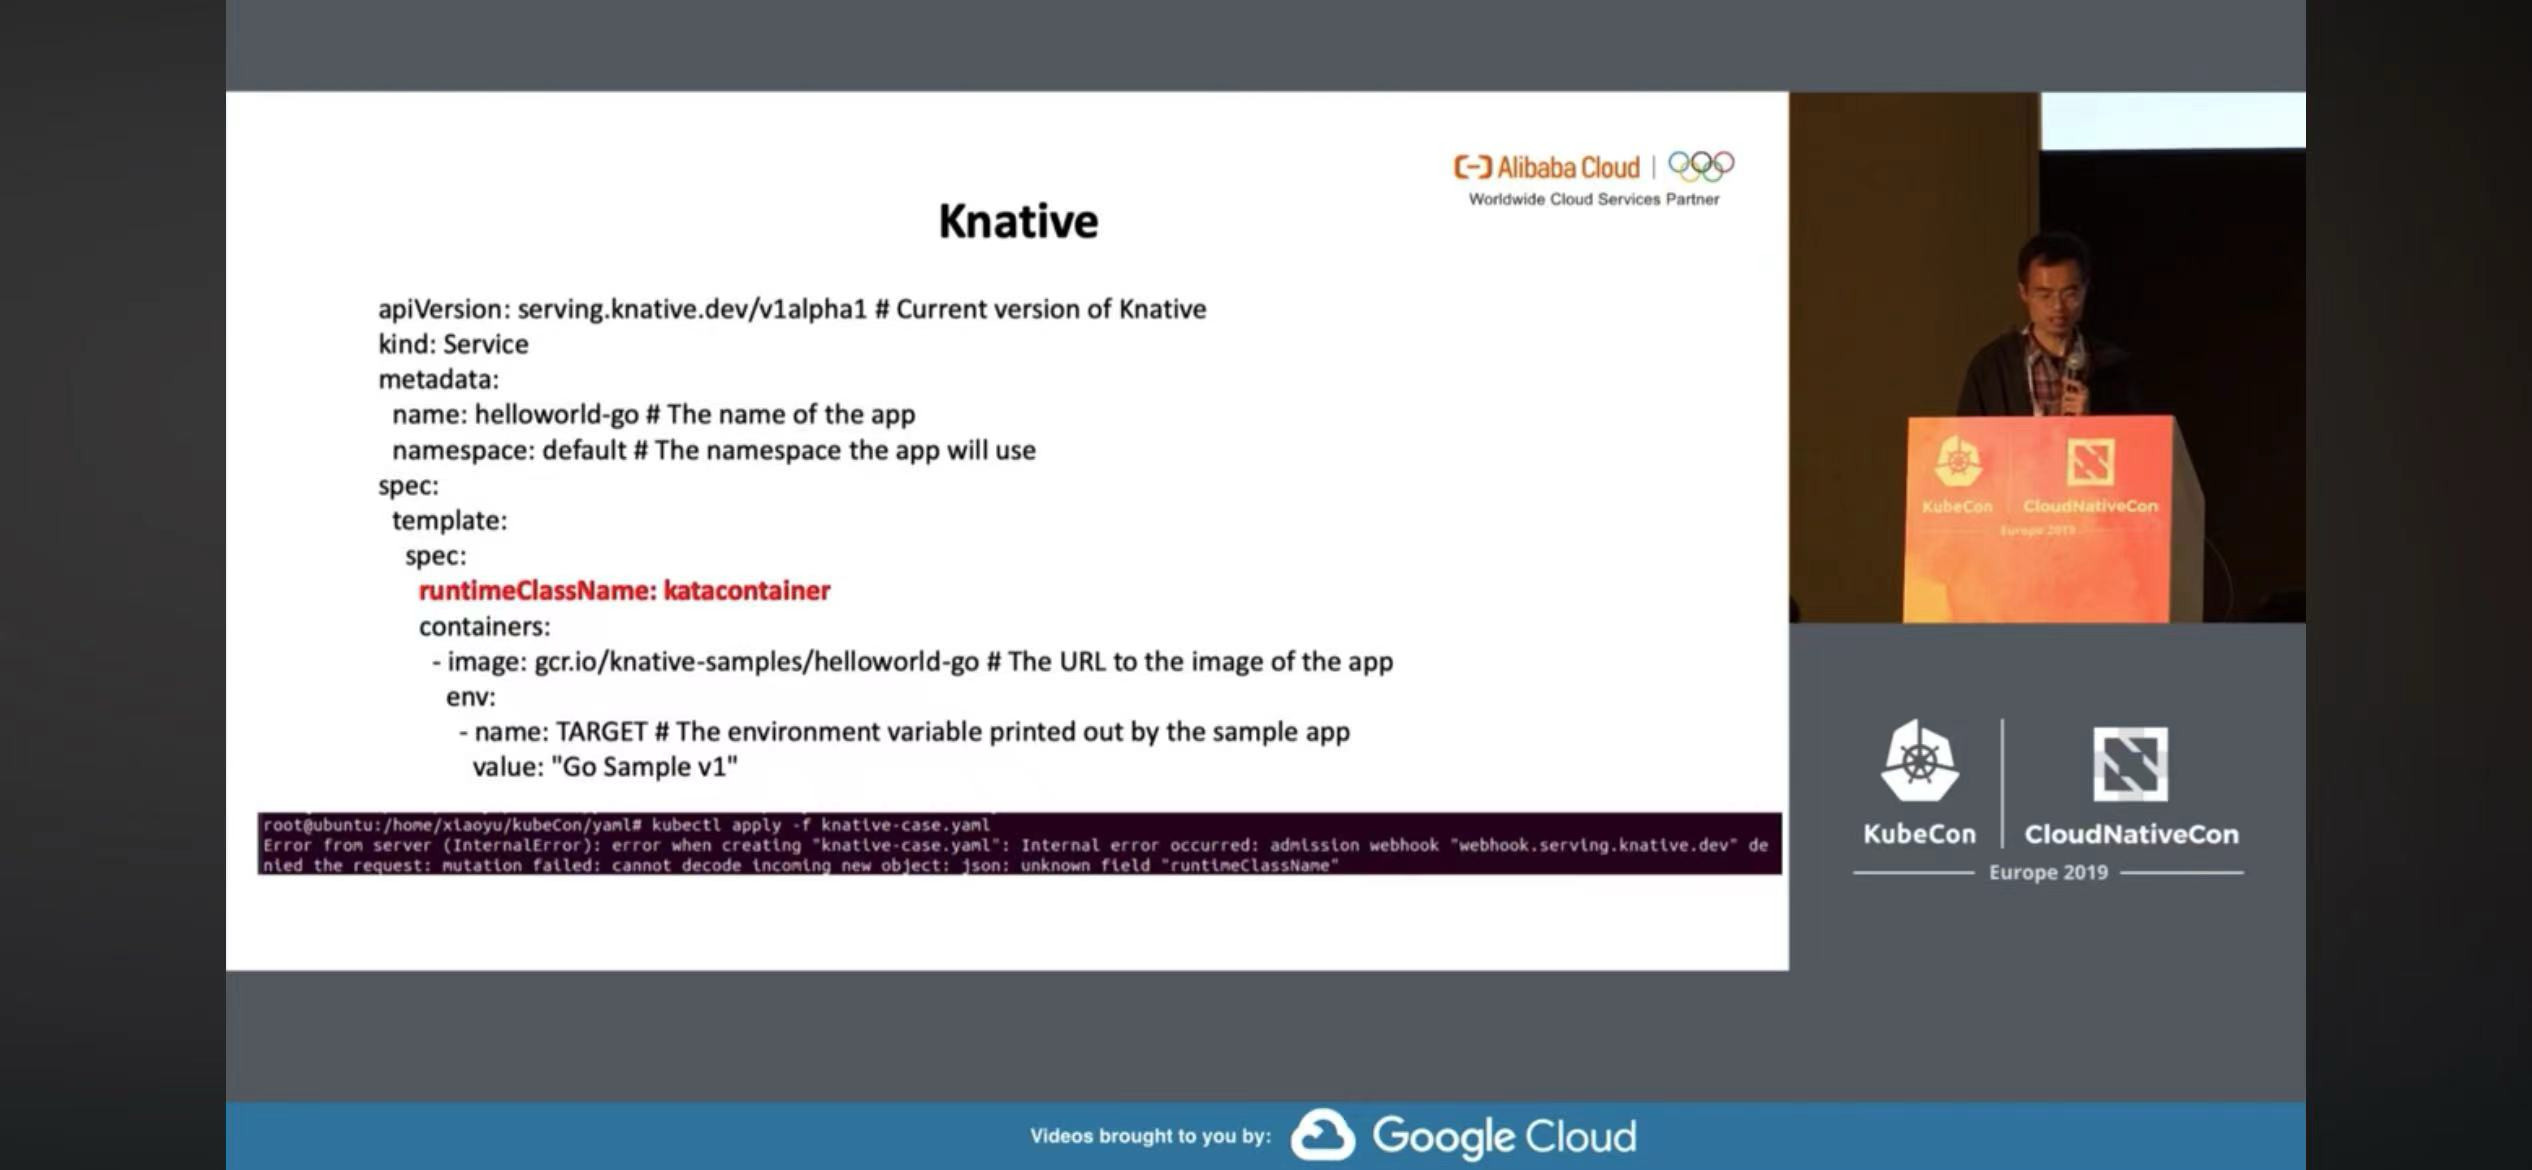 Alibaba Cloud
Worldwide Cloud Services Partner
Knative
apiVersion: serving.knative.dev/v1alpha1 # Current version of Knative
kind: Service
metadata:
name: helloworld-go # The name of the app
namespace: default # The namespace the app will use
spec:
template:
spec:
runtimeClassName: katacontainer
containers:
- image: gcr.io/knative-samples/helloworld-go # The URL to the image of the app
env:
- name: TARGET # The environment variable printed out by the sample app
value: "Go Sample v1"
root@ubuntu:/home/xiaoyu/kubeCon/yaml# kubectl apply -f knative-case.yaml
Error from server (InternalError): error when creating "knative-case.yaml": Internal error occurred: admission webhook "webhook.serving.knative.dev" de
nied the request: mutation failed: cannot decode incoming new object: json: unknown field "runtimeClassName"
KubeCon
CloudNativeCon
Europe 2019
KubeCon
CloudNativeCon
Europe 2019
Videos brought to you by:
Google Cloud